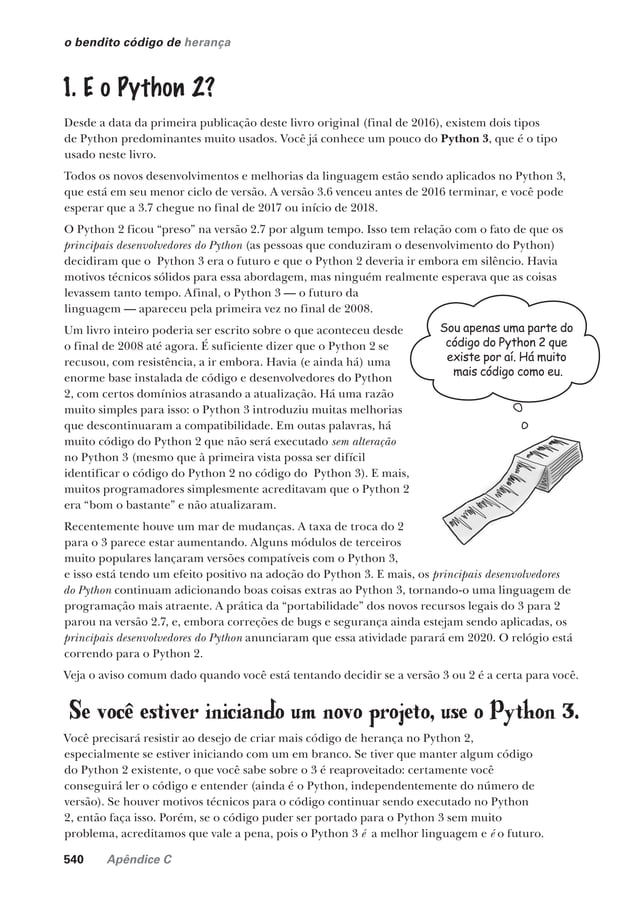 o bendito código de herança
1. E o Python 2?
Desde a data da primeira publicação deste livro original (final de 2016), existem dois tipos
de Python predominantes muito usados. Você já conhece um pouco do Python 3, que é o tipo
usado neste livro.
Todos os novos desenvolvimentos e melhorias da linguagem estão sendo aplicados no Python 3,
que está em seu menor ciclo de versão. A versão 3.6 venceu antes de 2016 terminar, e você pode
esperar que a 3.7 chegue no final de 2017 ou início de 2018.
O Python 2 ficou “preso” na versão 2.7 por algum tempo. Isso tem relação com o fato de que os
principais desenvolvedores do Python (as pessoas que conduziram o desenvolvimento do Python)
decidiram que o Python 3 era o futuro e que o Python 2 deveria ir embora em silêncio. Havia
motivos técnicos sólidos para essa abordagem, mas ninguém realmente esperava que as coisas
levassem tanto tempo. Afinal, o Python 3 — o futuro da
linguagem — apareceu pela primeira vez no final de 2008.
Um livro inteiro poderia ser escrito sobre o que aconteceu desde
o final de 2008 até agora. É suficiente dizer que o Python 2 se
recusou, com resistência, a ir embora. Havia (e ainda há) uma
enorme base instalada de código e desenvolvedores do Python
2, com certos domínios atrasando a atualização. Há uma razão
muito simples para isso: o Python 3 introduziu muitas melhorias
que descontinuaram a compatibilidade. Em outas palavras, há
muito código do Python 2 que não será executado sem alteração
no Python 3 (mesmo que à primeira vista possa ser difícil
identificar o código do Python 2 no código do Python 3). E mais,
muitos programadores simplesmente acreditavam que o Python 2
era “bom o bastante” e não atualizaram.
Sou apenas uma parte do
código do Python 2 que
existe por aí. Há muito
mais código como eu.
Recentemente houve um mar de mudanças. A taxa de troca do 2
para o 3 parece estar aumentando. Alguns módulos de terceiros
muito populares lançaram versões compatíveis com o Python 3,
e isso está tendo um efeito positivo na adoção do Python 3. E mais, os principais desenvolvedores
do Python continuam adicionando boas coisas extras ao Python 3, tornando-o uma linguagem de
programação mais atraente. A prática da “portabilidade” dos novos recursos legais do 3 para 2
parou na versão 2.7, e, embora correções de bugs e segurança ainda estejam sendo aplicadas, os
principais desenvolvedores do Python anunciaram que essa atividade parará em 2020. O relógio está
correndo para o Python 2.
Veja o aviso comum dado quando você está tentando decidir se a versão 3 ou 2 é a certa para você.
Se você estiver iniciando um novo projeto, use o Python 3.
Você precisará resistir ao desejo de criar mais código de herança no Python 2,
especialmente se estiver iniciando com um em branco. Se tiver que manter algum código
do Python 2 existente, o que você sabe sobre o 3 é reaproveitado: certamente você
conseguirá ler o código e entender (ainda é o Python, independentemente do número de
versão). Se houver motivos técnicos para o código continuar sendo executado no Python
2, então faça isso. Porém, se o código puder ser portado para o Python 3 sem muito
problema, acreditamos que vale a pena, pois o Python 3 é a melhor linguagem e é o futuro.
540 Apêndice C